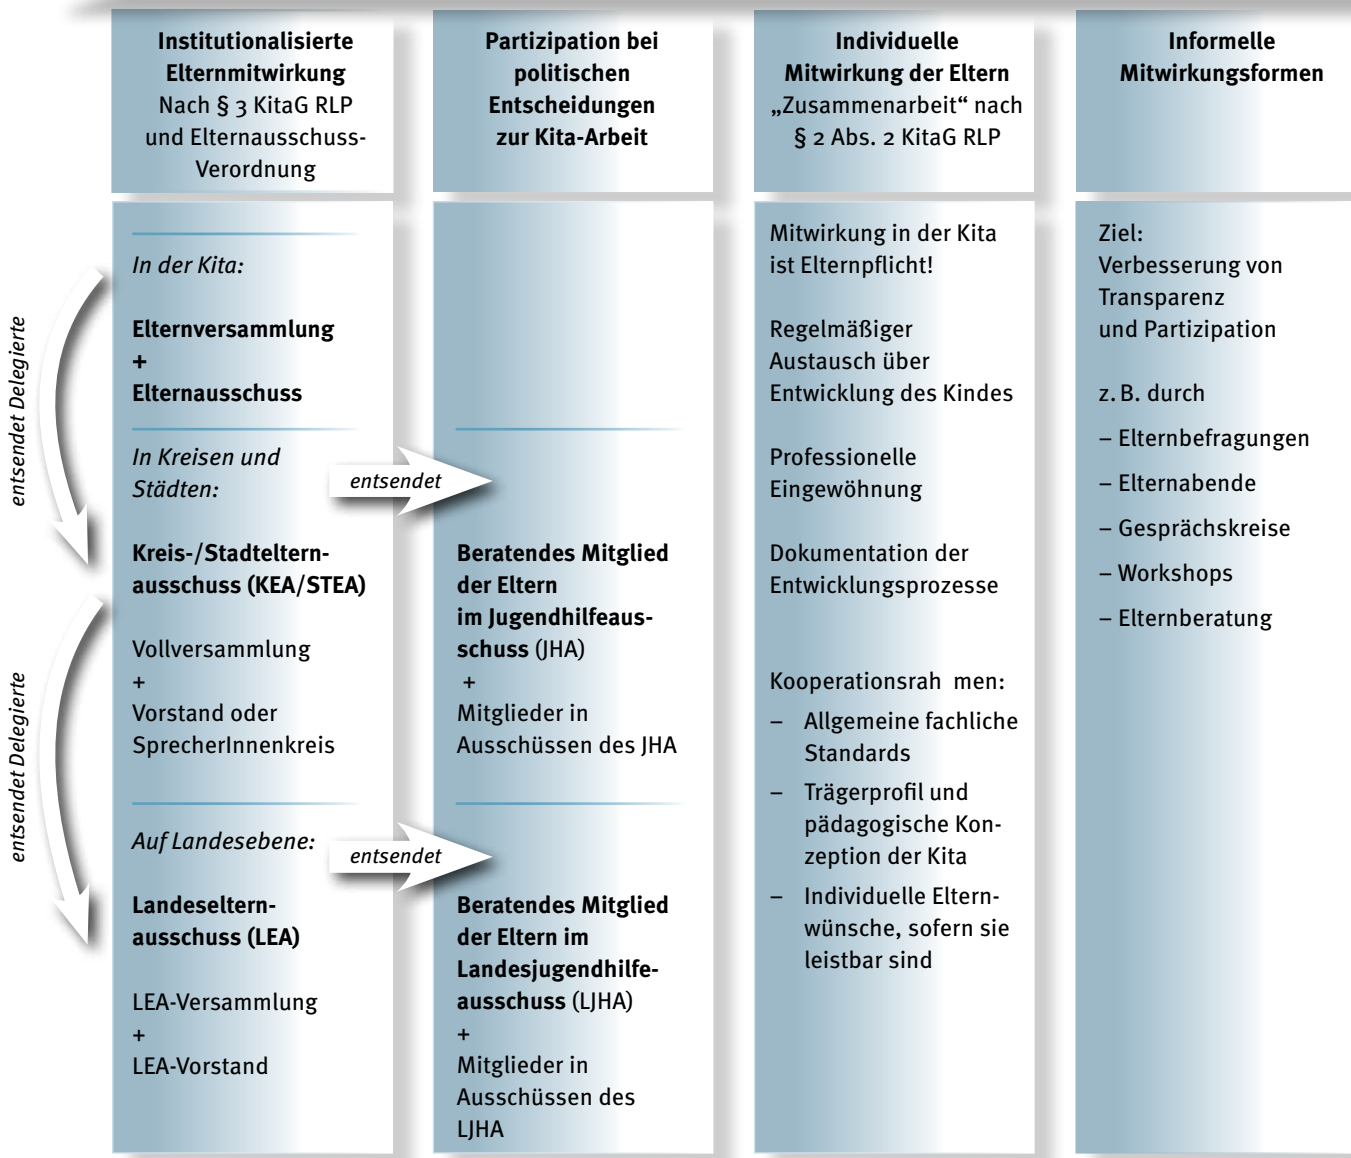 Institutionalisierte
Elternmitwirkung
Nach § 3 KitaG RLP
und Elternausschuss-
Verordnung
Partizipation bei
politischen
Entscheidungen
zur Kita-Arbeit
Individuelle
Mitwirkung der Eltern
„Zusammenarbeit“ nach
§ 2 Abs. 2 KitaG RLP
Informelle
Mitwirkungsformen
entsendet Delegierte
entsendet Delegierte
In der Kita:
Elternversammlung
+
Elternausschuss
In Kreisen und
Städten:
Kreis-/Stadteltern-
ausschuss (KEA/STEA)
Vollversammlung
+
Vorstand oder
SprecherInnenkreis
Auf Landesebene:
Landeseltern-
ausschuss (LEA)
LEA-Versammlung
+
LEA-Vorstand
entsendet
entsendet
Beratendes Mitglied
der Eltern
im Jugendhilfeaus-
schuss (JHA)
+
Mitglieder in
Ausschüssen des JHA
Beratendes Mitglied
der Eltern im
Landesjugendhilfe-
ausschuss (LJHA)
+
Mitglieder in
Ausschüssen des
LJHA
Mitwirkung in der Kita
ist Elternpflicht!
Regelmäßiger
Austausch über
Entwicklung des Kindes
Professionelle
Eingewöhnung
Dokumentation der
Entwicklungsprozesse
Kooperationsrah men:
– Allgemeine fachliche
Standards
– Trägerprofil und
pädagogische Kon-
zeption der Kita
– Individuelle Eltern-
wünsche, sofern sie
leistbar sind
Ziel:
Verbesserung von
Transparenz
und Partizipation
z. B. durch
– Elternbefragungen
– Elternabende
– Gesprächskreise
– Workshops
– Elternberatung